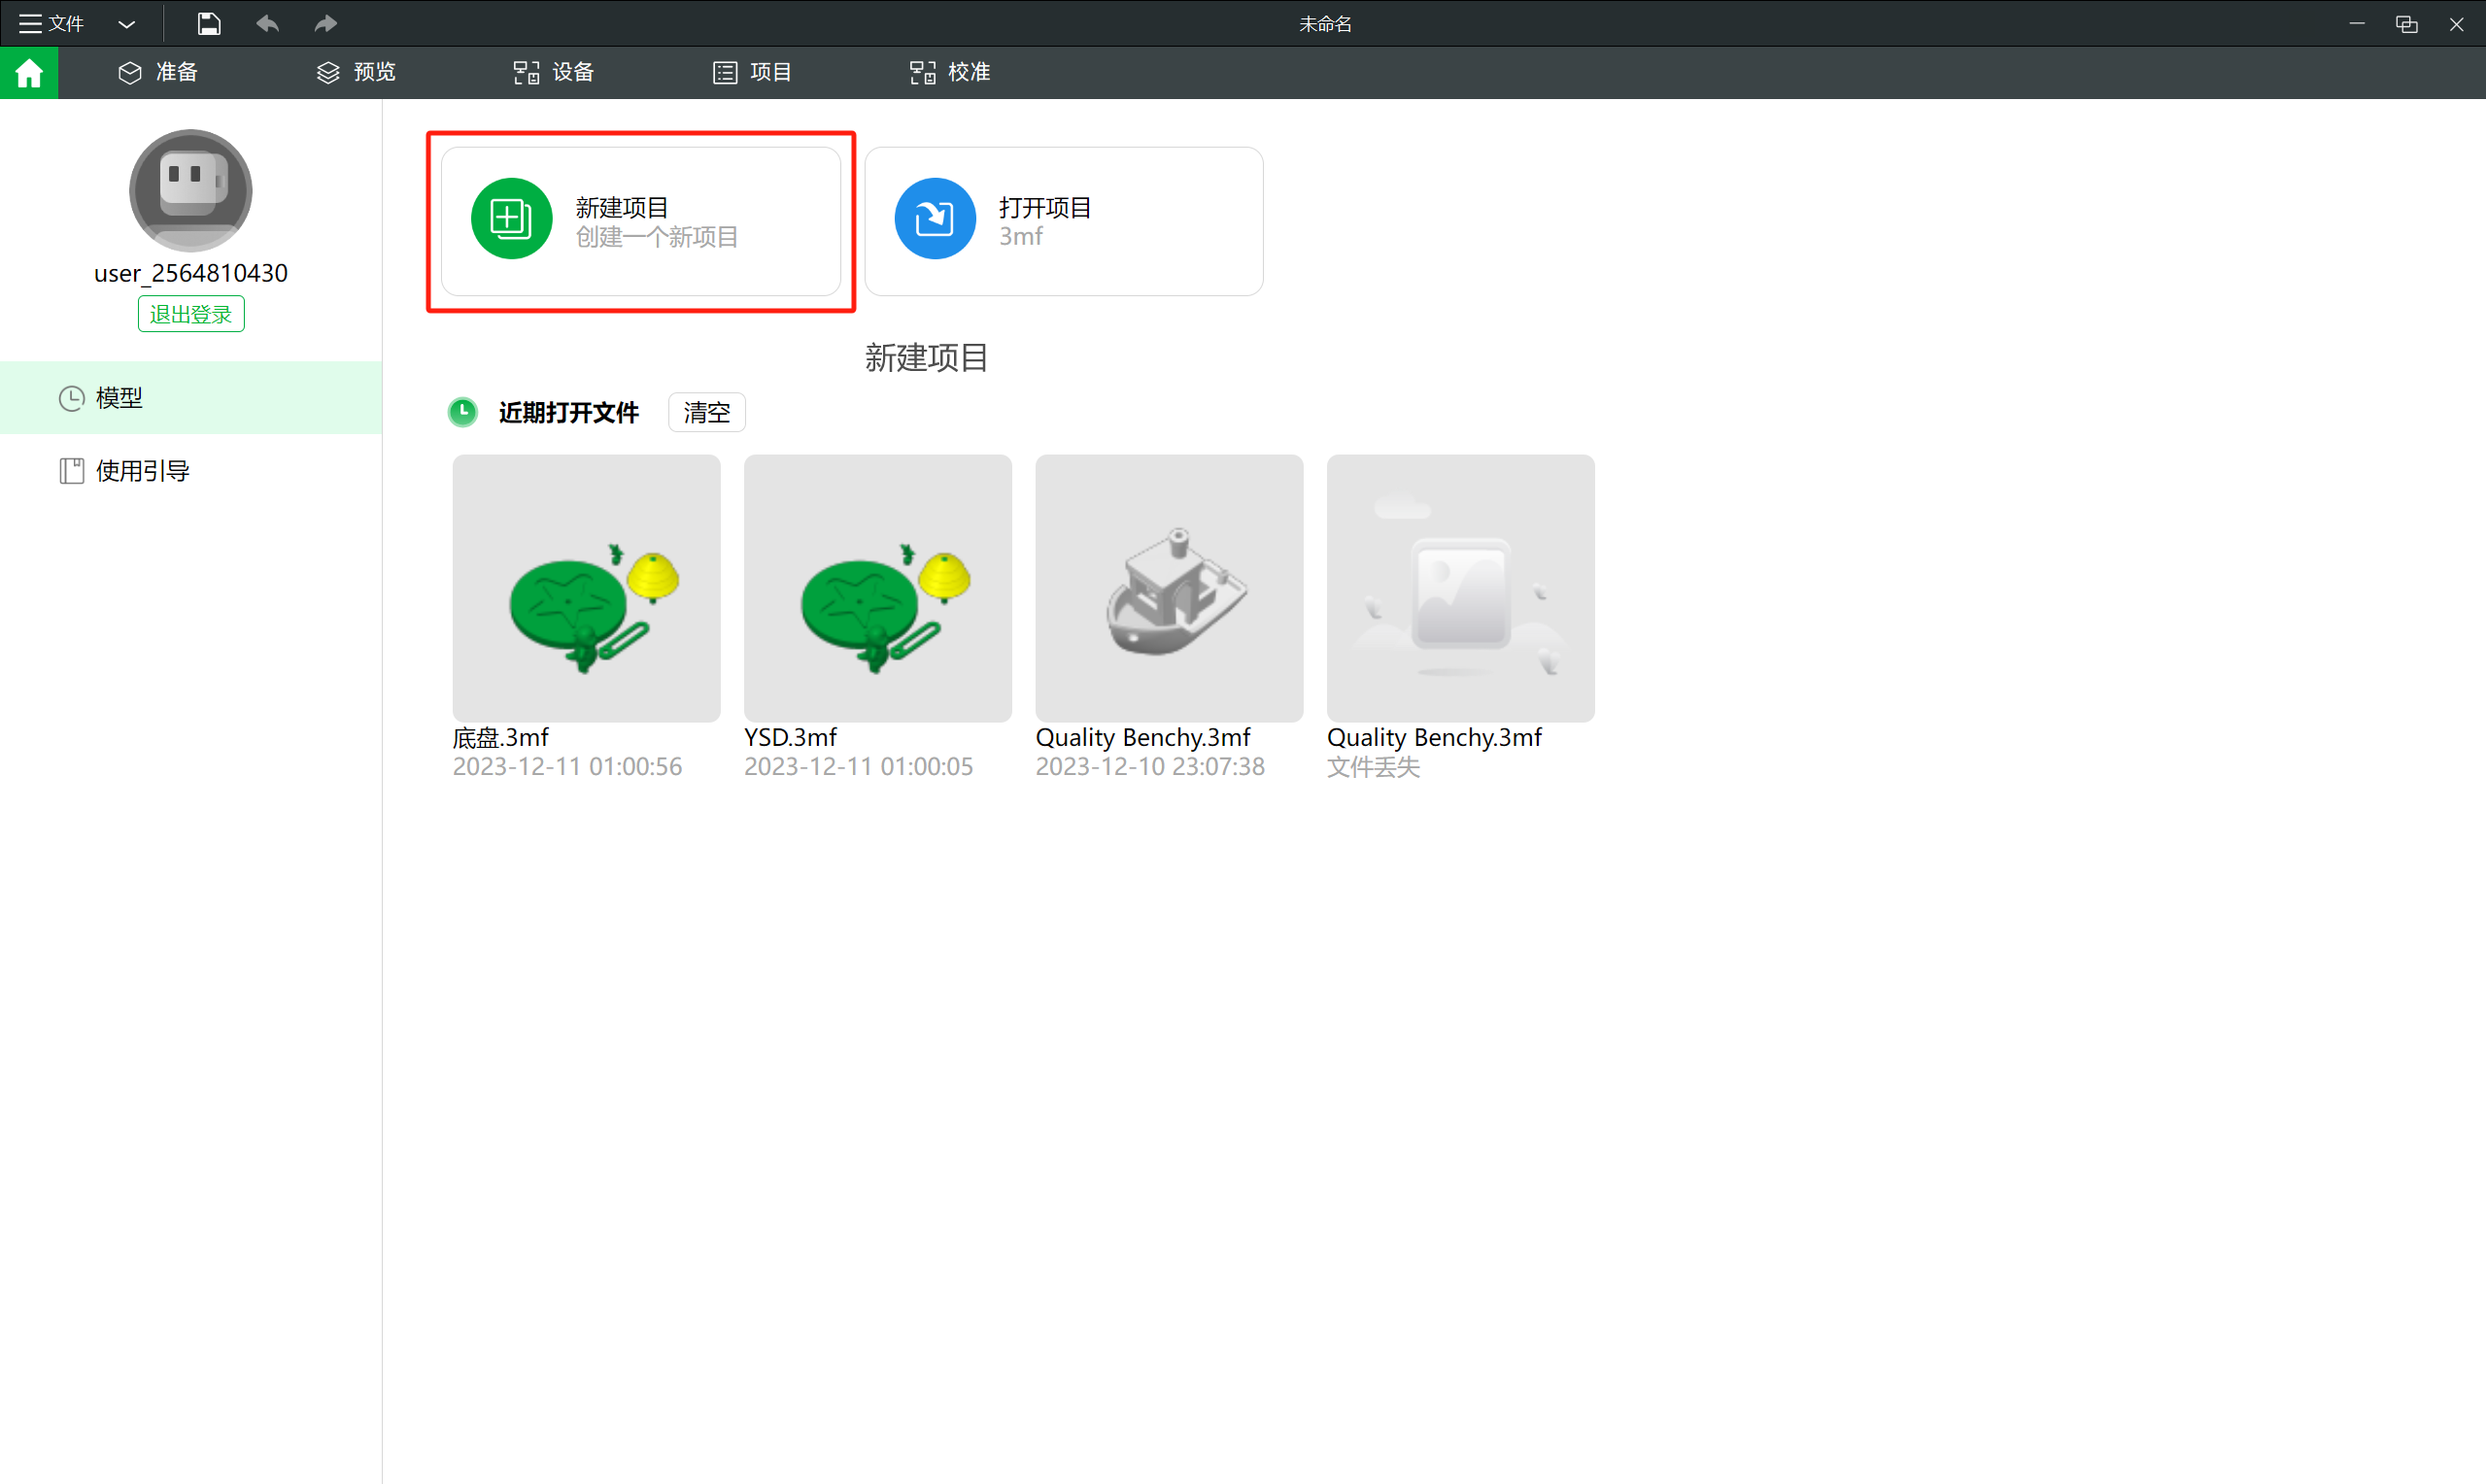 文件
未命名
准备
预览
设备
项目
校准
user_2564810430
退出登录
模型
使用引导
新建项目
创建一个新项目
打开项目
3mf
新建项目
近期打开文件
清空
底盘.3mf
2023-12-11 01:00:56
YSD.3mf
2023-12-11 01:00:05
Quality Benchy.3mf
2023-12-10 23:07:38
Quality Benchy.3mf
文件丢失